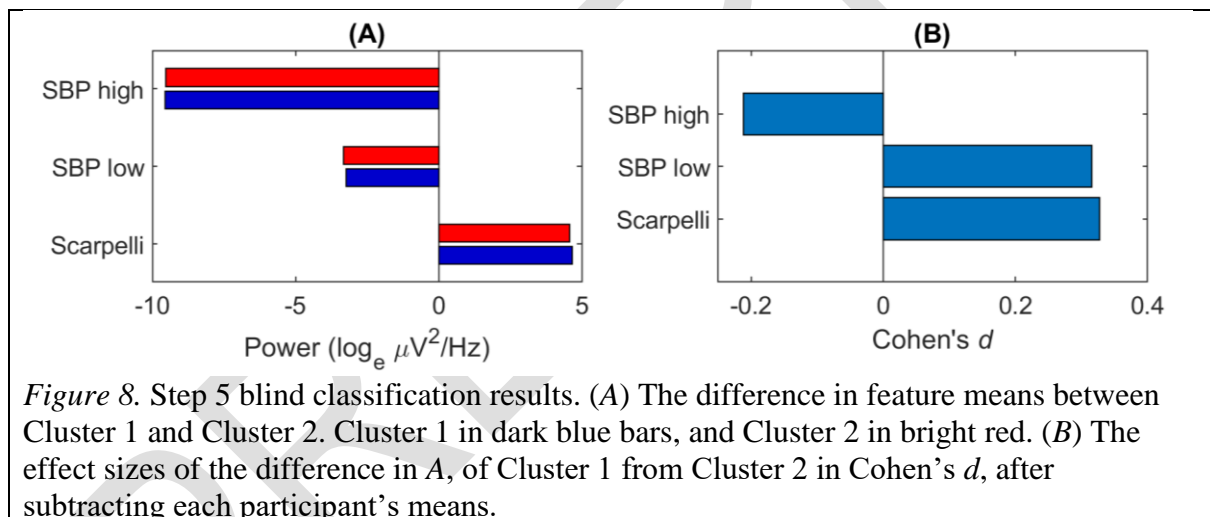 (A)
SBP high
SBP low
Scarpelli
-10 -5 0 5
Power (logₑ μV²/Hz)
(B)
SBP high
SBP low
Scarpelli
-0.2 0 0.2 0.4
Cohen's d
Figure 8. Step 5 blind classification results. (A) The difference in feature means between
Cluster 1 and Cluster 2. Cluster 1 in dark blue bars, and Cluster 2 in bright red. (B) The
effect sizes of the difference in A, of Cluster 1 from Cluster 2 in Cohen's d, after
subtracting each participant's means.